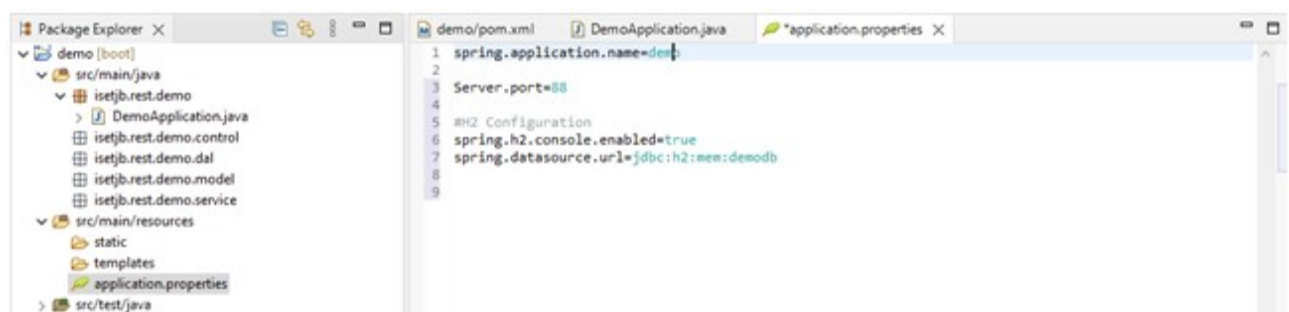 Package Explorer
demo [boot]
src/main/java
isetjb.rest.demo
DemoApplication.java
isetjb.rest.demo.control
isetjb.rest.demo.dal
isetjb.rest.demo.model
isetjb.rest.demo.service
src/main/resources
static
templates
application.properties
src/test/java
demo/pom.xml DemoApplication.java *application.properties
1 spring.application.name=demo
2
3 Server.port=88
4
5 #H2 Configuration
6 spring.h2.console.enabled=true
7 spring.datasource.url=jdbc:h2:mem:demodb
8
9